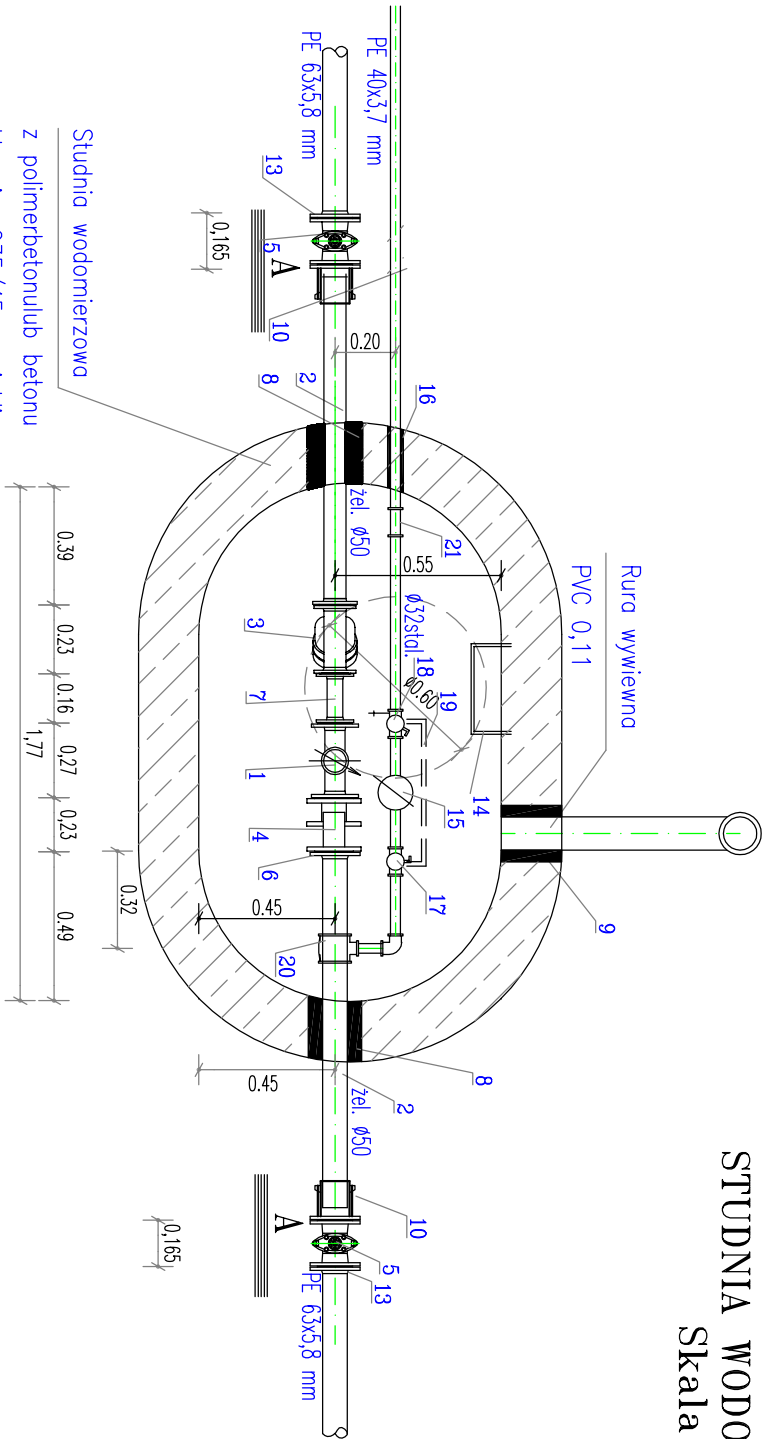 STUDNIA WODO
Skala
Rura wywiewna
PVC 0,11
PE 40x3,7 mm
PE 63x5,8 mm
13
5
A
0,165
10
0.20
2
8
16
żel. Ø50
21
0.55
Ø32stal.
18
Ø0.60
19
14
15
17
9
3
7
1
4
6
20
0.45
0.32
8
0.45
2
żel. Ø50
10
A
5
13
0,165
PE 63x5,8 mm
Studnia wodomierzowa
z polimerbetonulub betonu
0.39
0.23
0.16
0,27
0,23
0.49
1,77